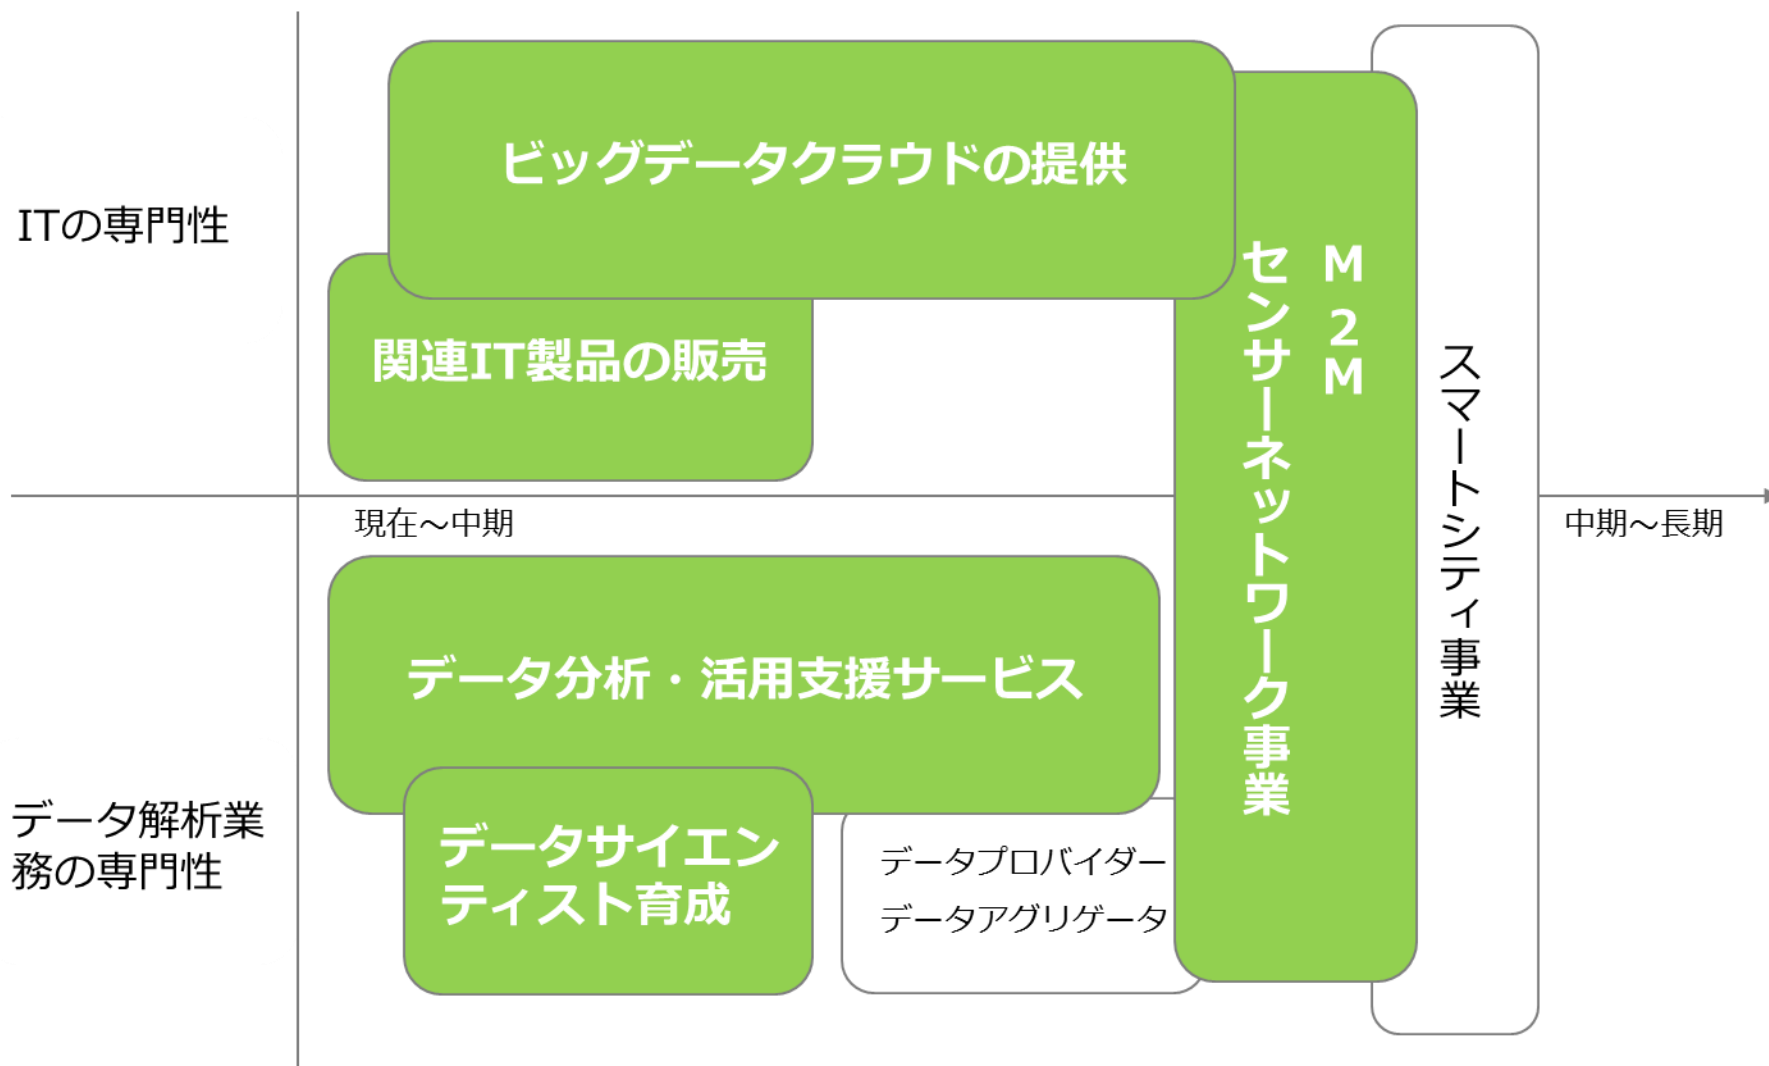 ビッグデータクラウドの提供
ITの専門性
関連IT製品の販売
M2M
センサーネットワーク事業
スマートシティ事業
現在～中期
中期～長期
データ分析・活用支援サービス
データ解析業
務の専門性
データサイエン
ティスト育成
データプロバイダー
データアグリゲータ